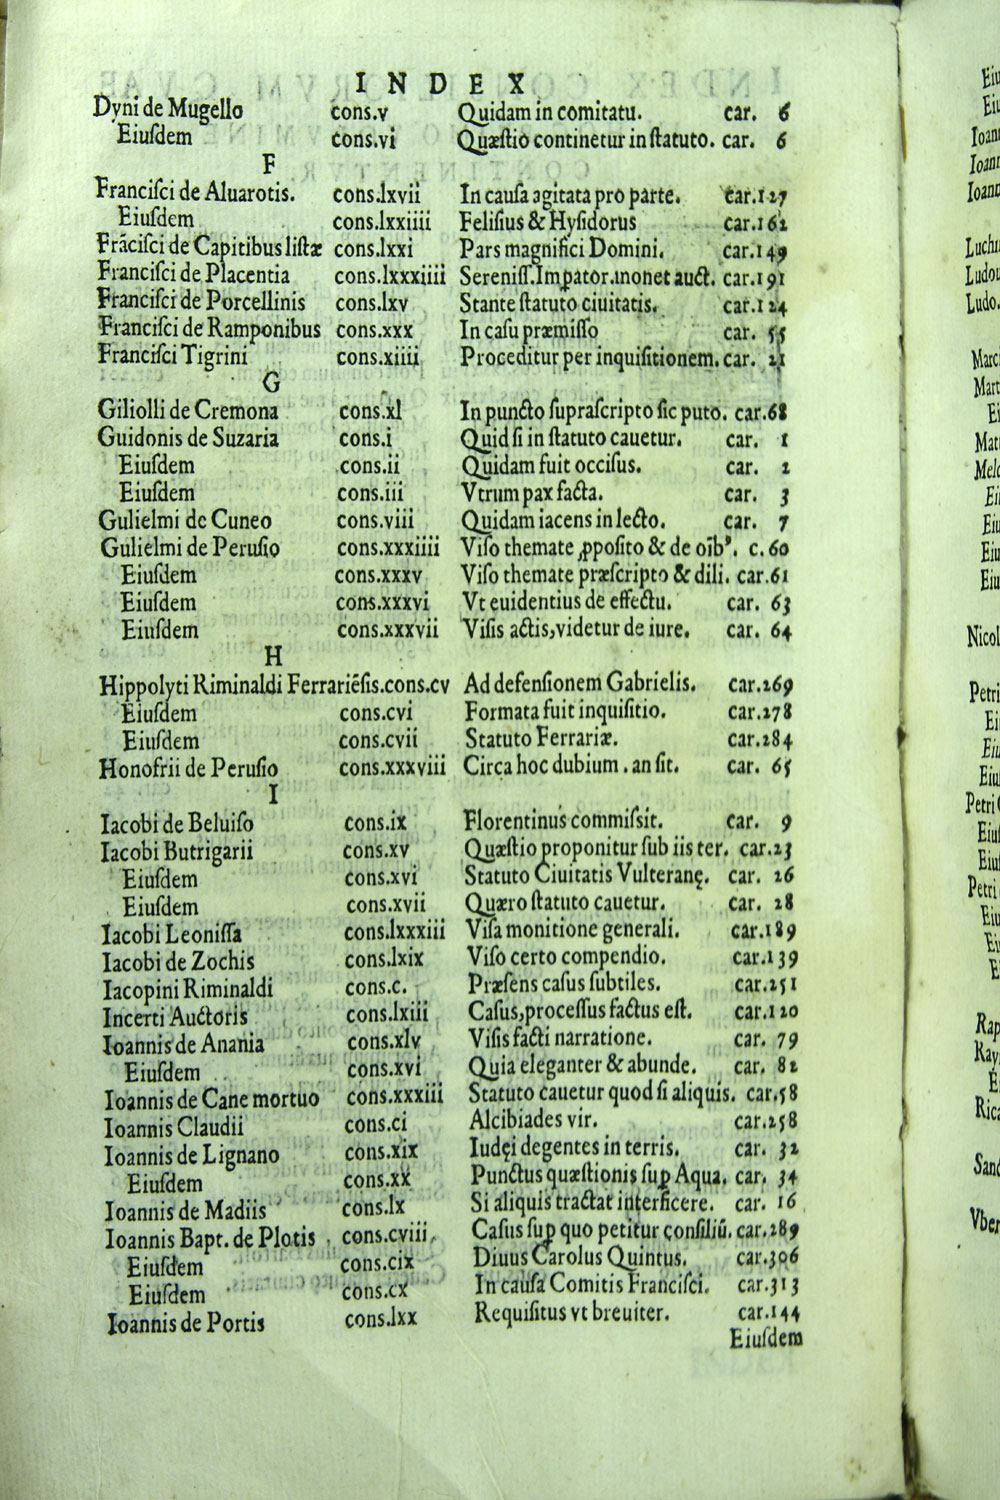 INDEX
Dyni de Mugello cons.v Quidam in comitatu. car. 6
Eiuſdem cons.vi Quæſtio continetur in ſtatuto. car. 6
F
Franciſci de Aluarotis. cons.lxvii In cauſa agitata pro parte. car.127
Eiuſdem cons.lxxiiii Feliſius & Hyſidorus car.162
Frāciſci de Capitibus liſtæ cons.lxxi Pars magnifici Domini. car.149
Franciſci de Placentia cons.lxxxiiii Sereniſſ.Impator.monet auct. car.191
Franciſci de Porcellinis cons.lxv Stante ſtatuto ciuitatis. car.124
Franciſci de Ramponibus cons.xxx In caſu præmiſſo car. 55
Franciſci Tigrini cons.xiiii Proceditur per inquiſitionem. car. 21
G
Giliolli de Cremona cons.xl In puncto ſupraſcripto ſic puto. car.68
Guidonis de Suzaria cons.i Quid ſi in ſtatuto cauetur. car. 1
Eiuſdem cons.ii Quidam fuit occiſus. car. 2
Eiuſdem cons.iii Vtrum pax facta. car. 3
Gulielmi de Cuneo cons.viii Quidam iacens in lecto. car. 7
Gulielmi de Peruſio cons.xxxiiii Viſo themate ꝓpoſito & de oībꝰ. c.60
Eiuſdem cons.xxxv Viſo themate præſcripto & dili. car.61
Eiuſdem cons.xxxvi Vt euidentius de effectu. car. 63
Eiuſdem cons.xxxvii Viſis actis,videtur de iure. car. 64
H
Hippolyti Riminaldi Ferrariēſis.cons.cv Ad defenſionem Gabrielis. car.269
Eiuſdem cons.cvi Formata fuit inquiſitio. car.278
Eiuſdem cons.cvii Statuto Ferrariæ. car.284
Honofrii de Peruſio cons.xxxviii Circa hoc dubium . an ſit. car. 65
I
Iacobi de Beluiſo cons.ix Florentinus commiſsit. car. 9
Iacobi Butrigarii cons.xv Quæſtio proponitur ſub iis ter. car.23
Eiuſdem cons.xvi Statuto Ciuitatis Vulteranę. car. 26
Eiuſdem cons.xvii Quæro ſtatuto cauetur. car. 28
Iacobi Leoniſſa cons.lxxxiii Viſa monitione generali. car.189
Iacobi de Zochis cons.lxix Viſo certo compendio. car.139
Iacopini Riminaldi cons.c. Præſens caſus ſubtiles. car.251
Incerti Auctoris cons.lxiii Caſus,proceſſus factus eſt. car.120
Ioannis de Anania cons.xlv Viſis facti narratione. car. 79
Eiuſdem cons.xvi Quia eleganter & abunde. car. 82
Ioannis de Cane mortuo cons.xxxiii Statuto cauetur quod ſi aliquis. car.58
Ioannis Claudii cons.ci Alcibiades vir. car.258
Ioannis de Lignano cons.xix Iudęi degentes in terris. car. 32
Eiuſdem cons.xx Punctus quæſtionis ſuꝑ Aqua. car. 34
Ioannis de Madiis cons.lx Si aliquis tractat interficere. car. 16
Ioannis Bapt. de Plotis cons.cviii Caſus ſuꝑ quo petitur cōſiliū. car.289
Eiuſdem cons.cix Diuus Carolus Quintus. car.306
Eiuſdem cons.cx In cauſa Comitis Franciſci. car.313
Ioannis de Portis cons.lxx Requiſitus vt breuiter. car.144
Eiuſdem